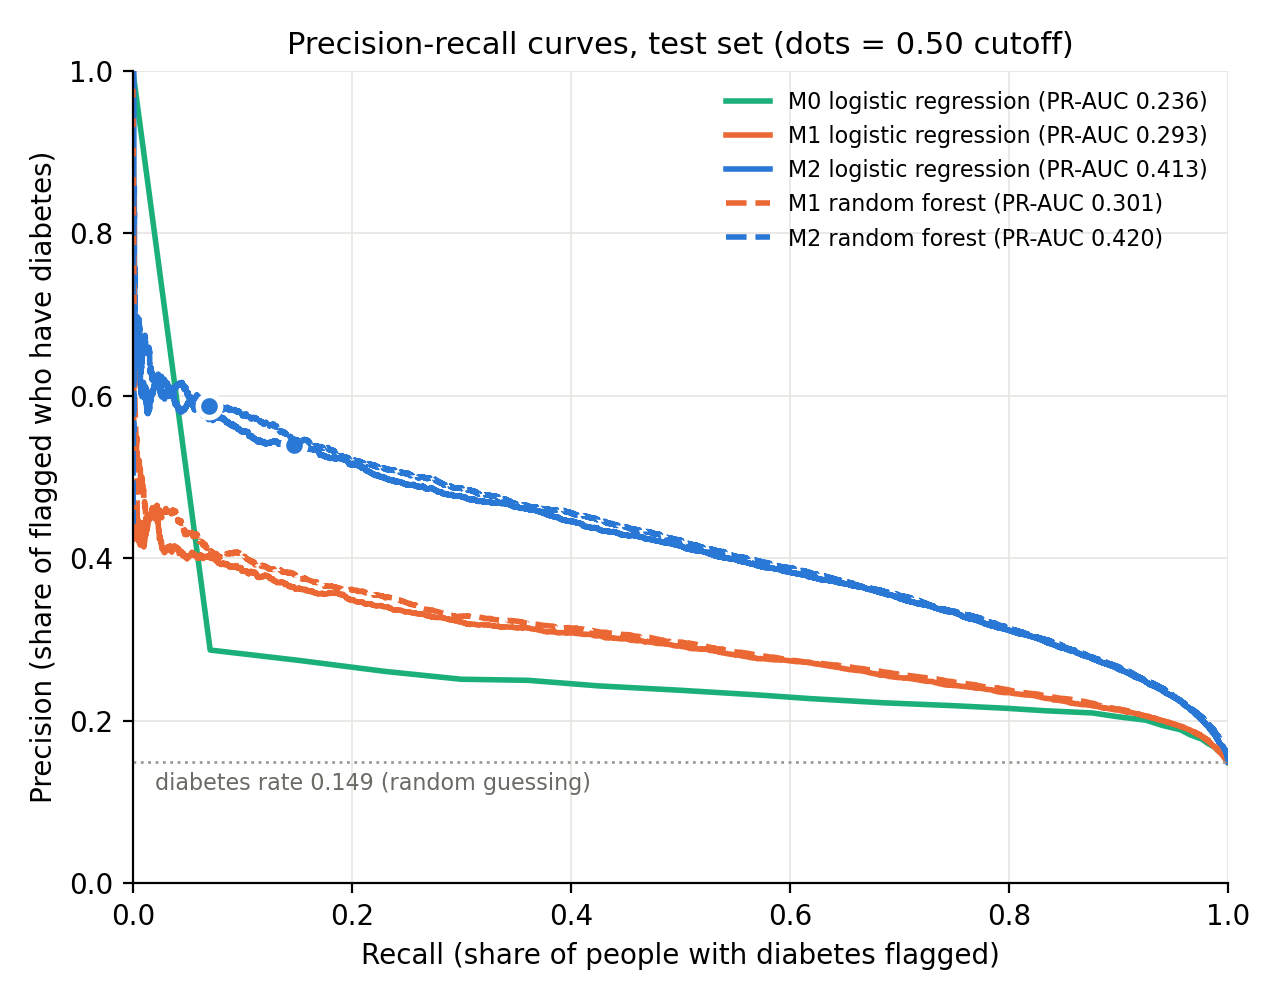 Precision-recall curves, test set (dots = 0.50 cutoff)
M0 logistic regression (PR-AUC 0.236)
M1 logistic regression (PR-AUC 0.293)
M2 logistic regression (PR-AUC 0.413)
M1 random forest (PR-AUC 0.301)
M2 random forest (PR-AUC 0.420)
Precision (share of flagged who have diabetes)
1.0
0.8
0.6
0.4
0.2
0.0
diabetes rate 0.149 (random guessing)
0.0 0.2 0.4 0.6 0.8 1.0
Recall (share of people with diabetes flagged)